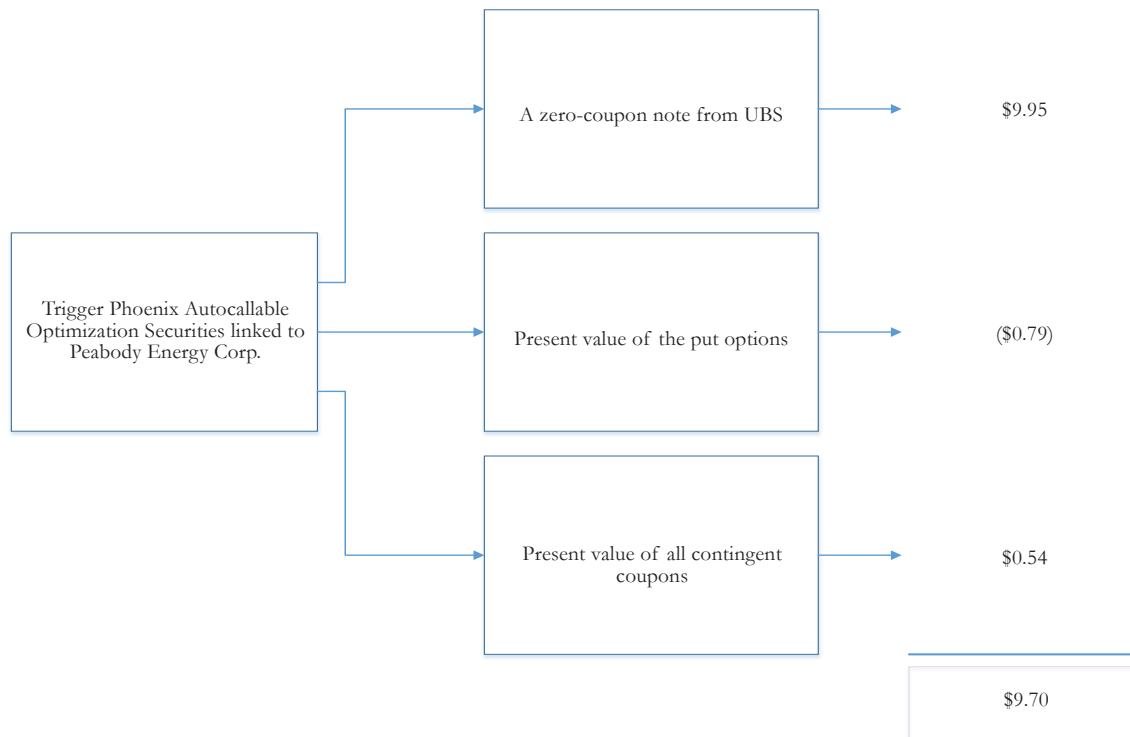 A zero-coupon note from UBS
$9.95
Trigger Phoenix Autocallable
Optimization Securities linked to
Peabody Energy Corp.
Present value of the put options
($0.79)
Present value of all contingent
coupons
$0.54
$9.70